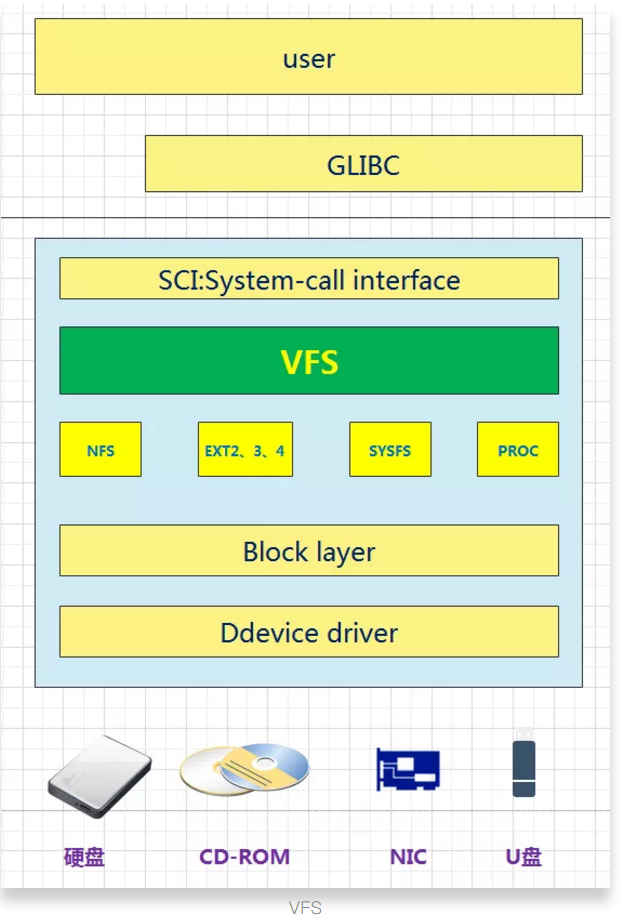 user
GLIBC
SCI:System-call interface
VFS
NFS
EXT2、3、4
SYSFS
PROC
Block layer
Ddevice driver
硬盘
CD-ROM
NIC
U盘
VFS